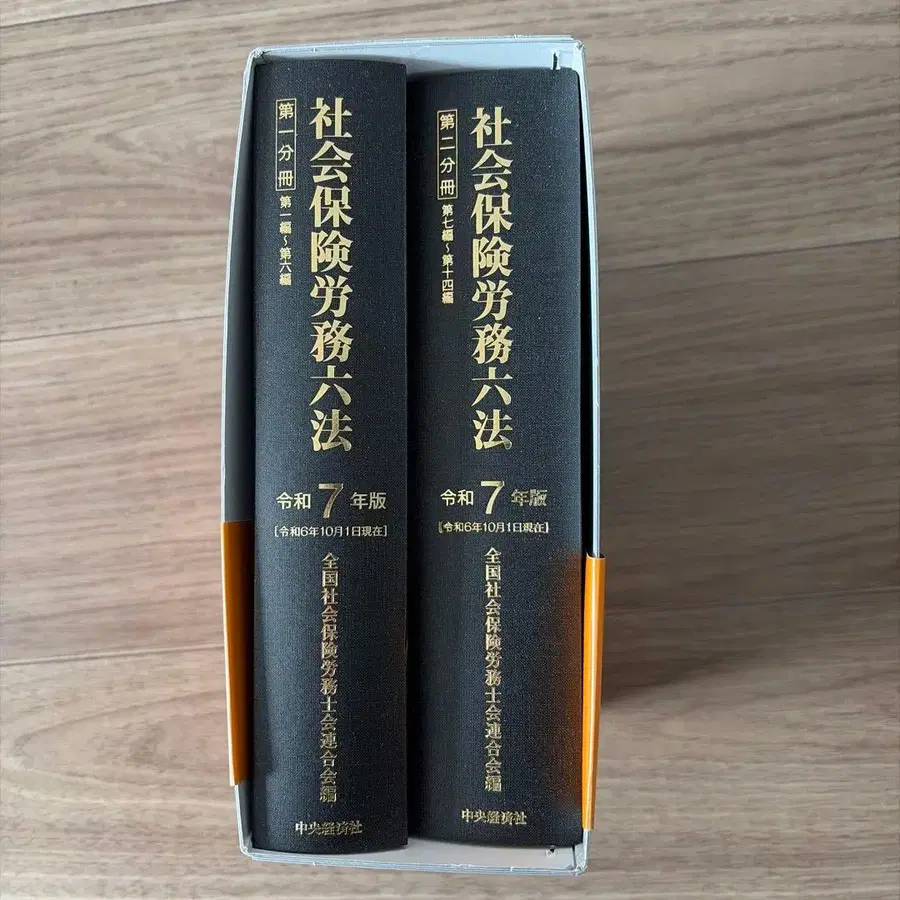 社会保険労務六法
第一分冊
第一編～第六編
令和7年版
［令和6年10月1日現在］
全国社会保険労務士会連合会編
中央経済社
社会保険労務六法
第二分冊
第七編～第十四編
令和7年版
［令和6年10月1日現在］
全国社会保険労務士会連合会編
中央経済社